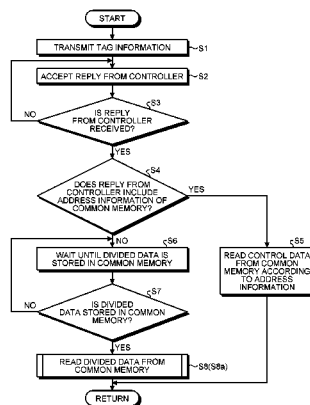 START
TRANSMIT TAG INFORMATION
S1
ACCEPT REPLY FROM CONTROLLER
S2
S3
IS REPLY
FROM CONTROLLER
RECEIVED?
NO
YES
S4
DOES REPLY FROM
CONTROLLER INCLUDE
ADDRESS INFORMATION OF
COMMON MEMORY?
YES
NO
S6
WAIT UNTIL DIVIDED DATA IS
STORED IN COMMON MEMORY
S5
READ CONTROL DATA
FROM COMMON
MEMORY ACCORDING
TO ADDRESS
INFORMATION
S7
IS DIVIDED
DATA STORED IN COMMON
MEMORY?
NO
YES
READ DIVIDED DATA FROM
COMMON MEMORY
S8(S8a)
RETURN